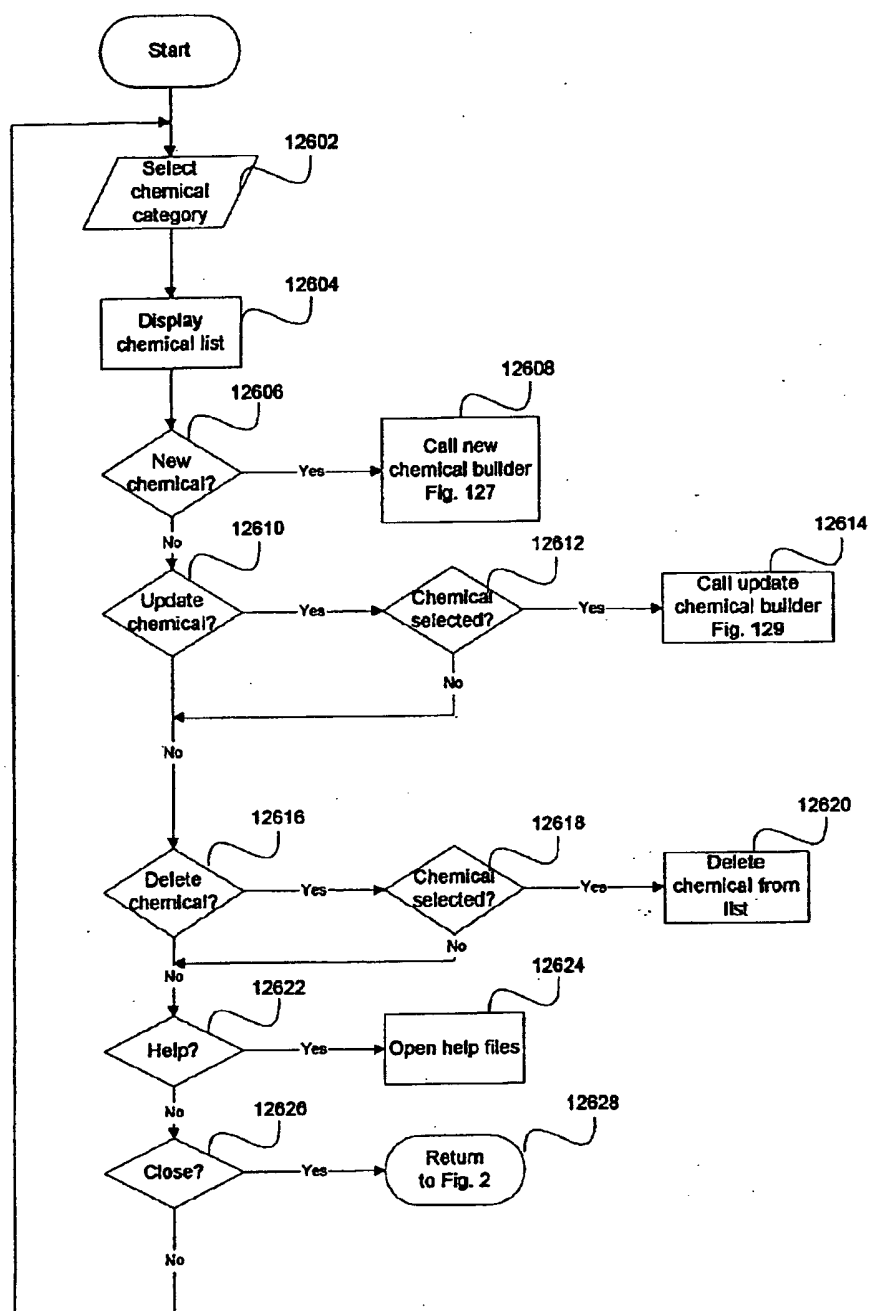 Start
12602
Select
chemical
category
12604
Display
chemical list
12606
12608
New
chemical?
Yes
Call new
chemical builder
Fig. 127
No
12610
12612
12614
Update
chemical?
Yes
Chemical
selected?
Yes
Call update
chemical builder
Fig. 129
No
No
12616
12618
12620
Delete
chemical?
Yes
Chemical
selected?
Yes
Delete
chemical from
list
No
No
12622
12624
Help?
Yes
Open help files
No
12626
12628
Close?
Yes
Return
to Fig. 2
No